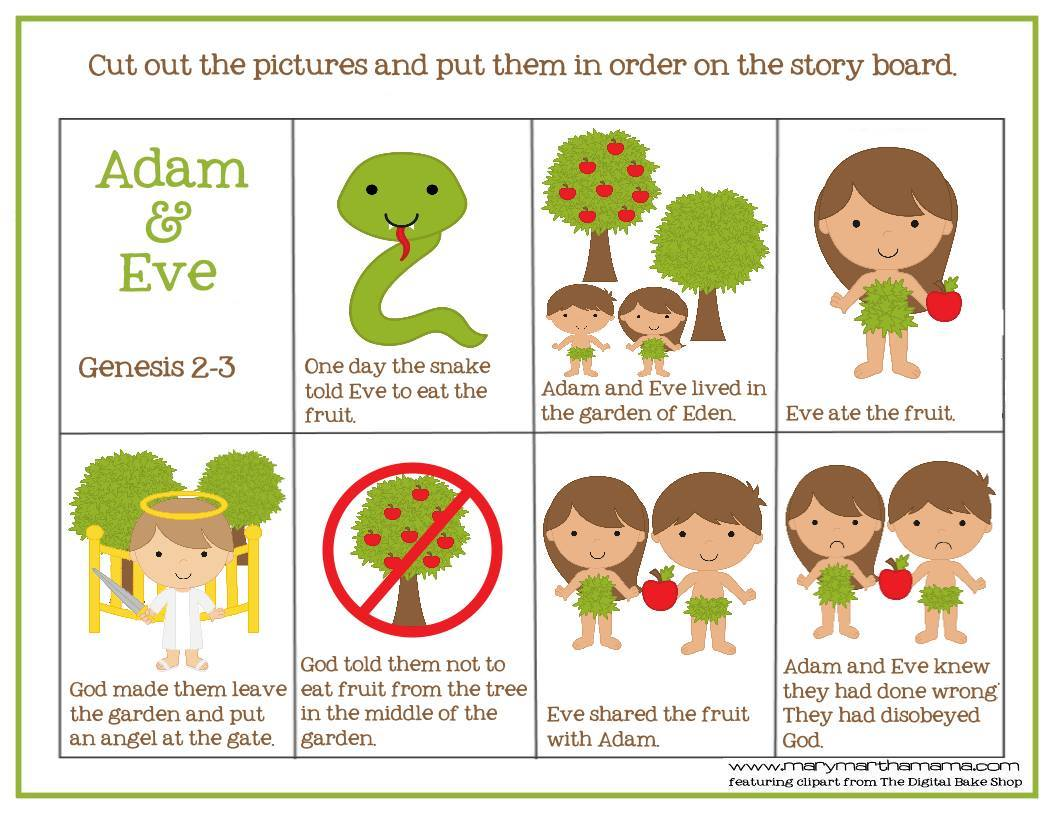 Cut out the pictures and put them in order on the story board.
Adam
&
Eve
Genesis 2-3
One day the snake
told Eve to eat the
fruit.
Adam and Eve lived in
the garden of Eden.
Eve ate the fruit.
God made them leave
the garden and put
an angel at the gate.
God told them not to
eat fruit from the tree
in the middle of the
garden.
Eve shared the fruit
with Adam.
Adam and Eve knew
they had done wrong.
They had disobeyed
God.
www.marymarthamama.com
featuring clipart from The Digital Bake Shop